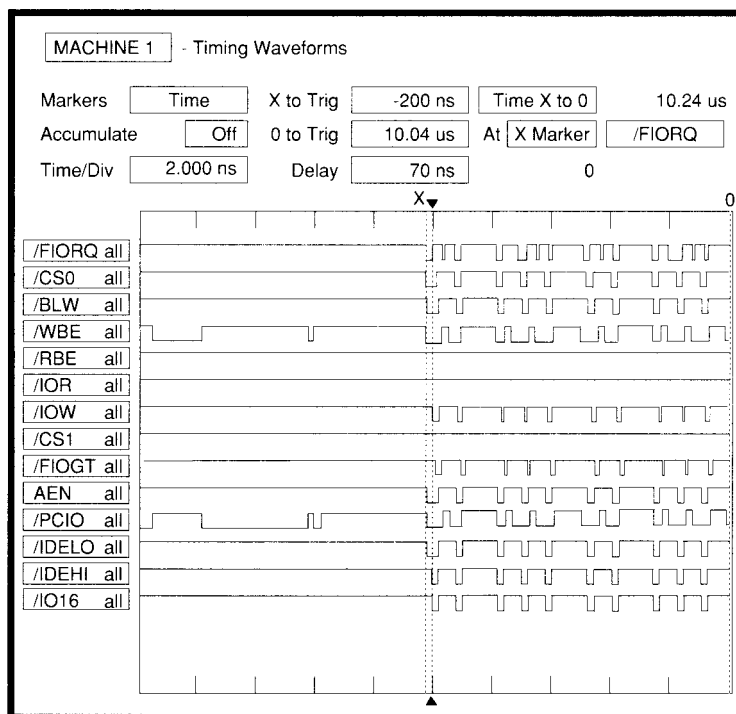 MACHINE 1 - Timing Waveforms
Markers Time X to Trig -200 ns Time X to 0 10.24 us
Accumulate Off 0 to Trig 10.04 us At X Marker /FIORQ
Time/Div 2.000 ns Delay 70 ns 0
X 0
/FIORQ all
/CS0 all
/BLW all
/WBE all
/RBE all
/IOR all
/IOW all
/CS1 all
/FIOGT all
AEN all
/PCIO all
/IDELO all
/IDEHI all
/IO16 all